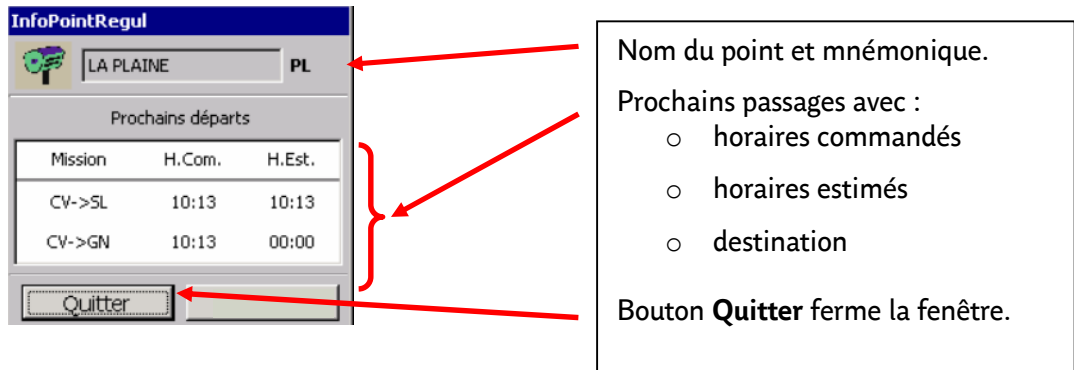 InfoPointRegul
LA PLAINE PL
Prochains départs
Mission H.Com. H.Est.
CV->SL 10:13 10:13
CV->GN 10:13 00:00
Quitter
Nom du point et mnémonique.
Prochains passages avec :
o horaires commandés
o horaires estimés
o destination
Bouton Quitter ferme la fenêtre.